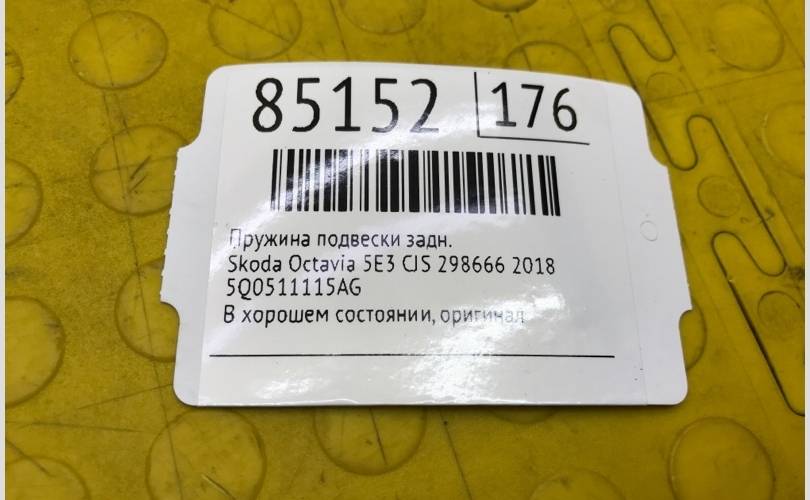 85152 176
Пружина подвески задн.
Skoda Octavia 5E3 CJS 298666 2018
5Q0511115AG
В хорошем состоянии, оригинал